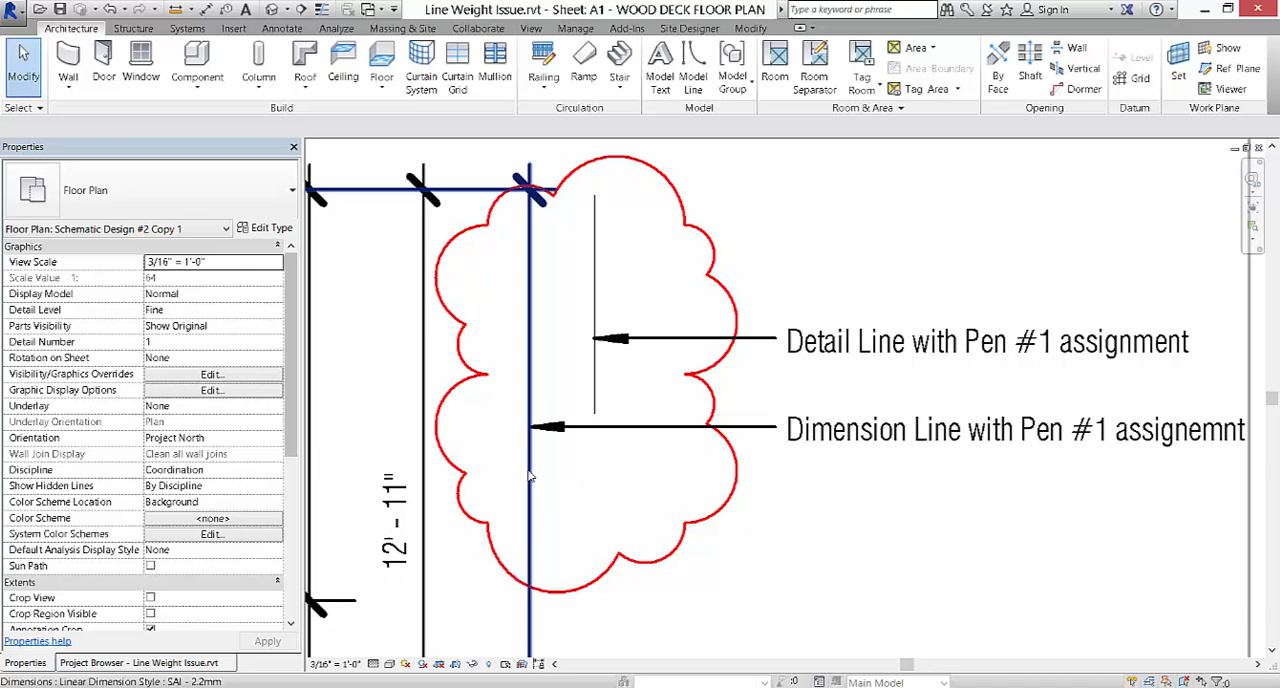 Line Weight Issue.rvt - Sheet: A1 - WOOD DECK FLOOR PLAN
Type a keyword or phrase
Sign In
Architecture Structure Systems Insert Annotate Analyze Massing & Site Collaborate View Manage Add-Ins Site Designer Modify
Modify Wall Door Window Component Column Roof Ceiling Floor Curtain System Curtain Grid Mullion Railing Ramp Stair Model Text Model Line Model Group Room Room Separator Tag Room Area Area Boundary Tag Area By Face Shaft Wall Vertical Dormer Level Grid Set Show Ref Plane Viewer
Select Build Circulation Model Room & Area Opening Datum Work Plane
Properties
Floor Plan
Floor Plan: Schematic Design #2 Copy 1 Edit Type
Graphics
View Scale 3/16" = 1'-0"
Scale Value 1: 64
Display Model Normal
Detail Level Fine
Parts Visibility Show Original
Detail Number 1
Rotation on Sheet None
Visibility/Graphics Overrides Edit...
Graphic Display Options Edit...
Underlay None
Underlay Orientation Plan
Orientation Project North
Wall Join Display Clean all wall joins
Discipline Coordination
Show Hidden Lines By Discipline
Color Scheme Location Background
Color Scheme <none>
System Color Schemes Edit...
Default Analysis Display Style None
Sun Path
Extents
Crop View
Crop Region Visible
Annotation Crop
Properties help Apply
Properties Project Browser - Line Weight Issue.rvt
Detail Line with Pen #1 assignment
Dimension Line with Pen #1 assignemnt
12' - 11"
3/16" = 1'-0"
Dimensions : Linear Dimension Style : SAI - 2.2mm
:0 Main Model :0